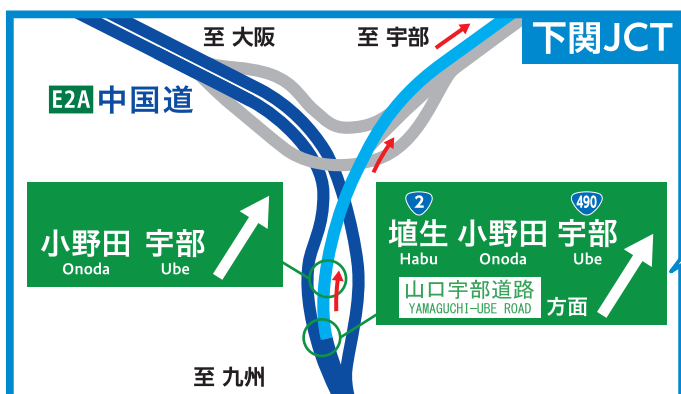 至 大阪
至 宇部
下関JCT
E2A 中国道
小野田 宇部
Onoda Ube
2 490
埴生 小野田 宇部
Habu Onoda Ube
山口宇部道路 方面
YAMAGUCHI-UBE ROAD
至 九州